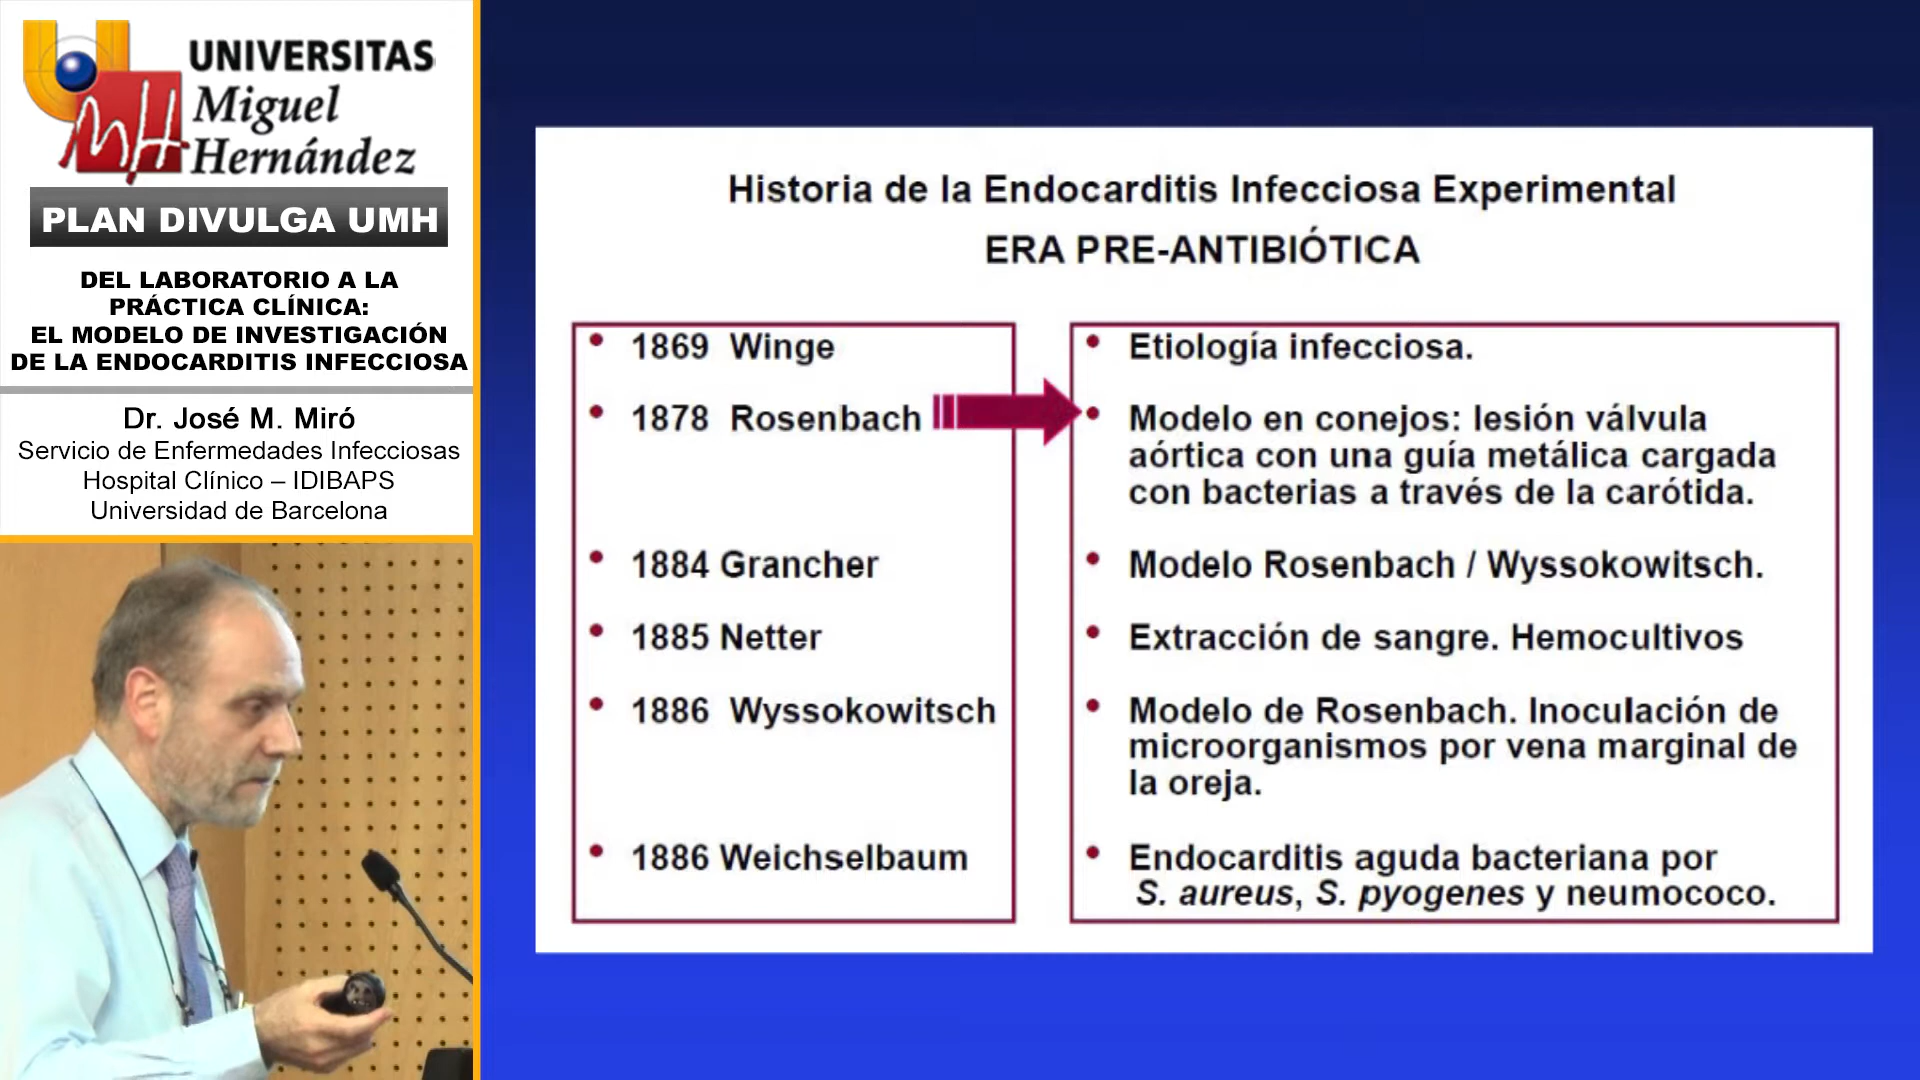 UNIVERSITAS
Miguel
Hernández
PLAN DIVULGA UMH
DEL LABORATORIO A LA
PRÁCTICA CLÍNICA:
EL MODELO DE INVESTIGACIÓN
DE LA ENDOCARDITIS INFECCIOSA
Dr. José M. Miró
Servicio de Enfermedades Infecciosas
Hospital Clínico – IDIBAPS
Universidad de Barcelona
Historia de la Endocarditis Infecciosa Experimental
ERA PRE-ANTIBIÓTICA
• 1869 Winge
• 1878 Rosenbach
• 1884 Grancher
• 1885 Netter
• 1886 Wyssokowitsch
• 1886 Weichselbaum
• Etiología infecciosa.
• Modelo en conejos: lesión válvula
aórtica con una guía metálica cargada
con bacterias a través de la carótida.
• Modelo Rosenbach / Wyssokowitsch.
• Extracción de sangre. Hemocultivos
• Modelo de Rosenbach. Inoculación de
microorganismos por vena marginal de
la oreja.
• Endocarditis aguda bacteriana por
S. aureus, S. pyogenes y neumococo.